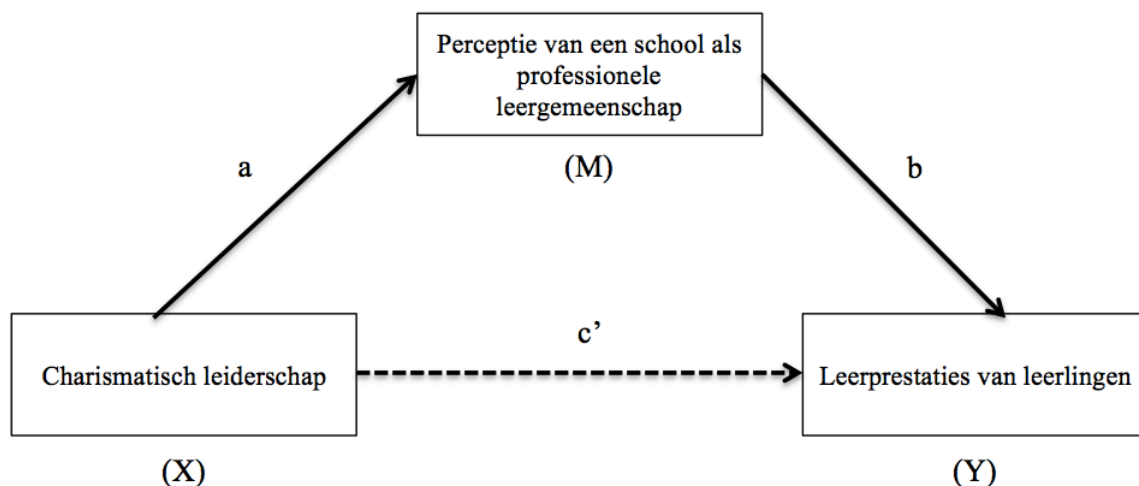 Perceptie van een school als
professionele
leergemeenschap
(M)
a
b
c’
Charismatisch leiderschap
(X)
Leerprestaties van leerlingen
(Y)